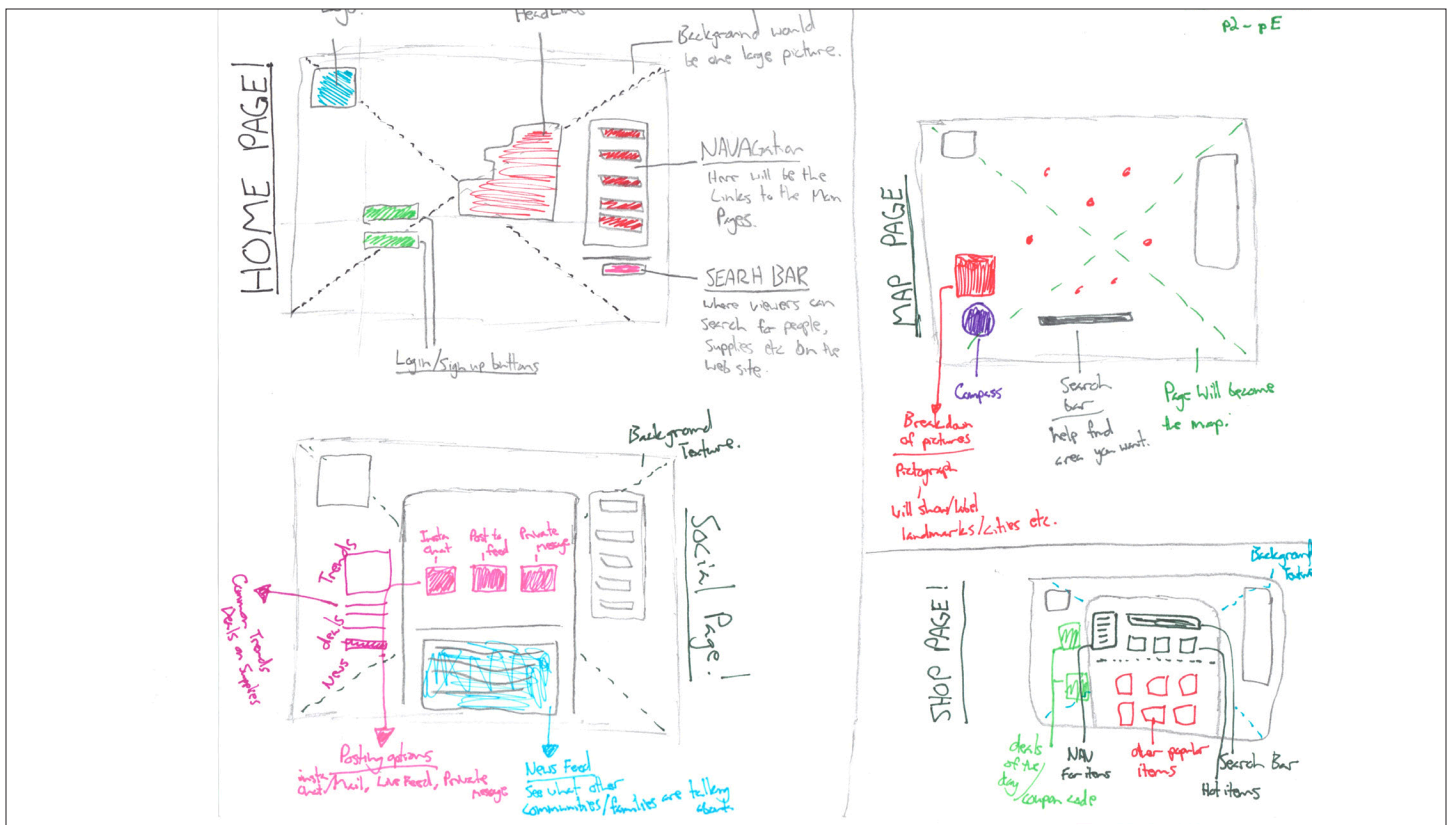 Logo.
HeadLine
Background would
be one large picture.
HOME PAGE!
NAVAGation
Here will be the
Links to the Main
Pages.
SEARH BAR
where viewers can
Search for people,
Supplies etc on the
web site.
Login/Sign up buttons
p2-pE
MAP PAGE
Compass
Search
bar
help find
area you want.
Page Will become
the map.
Breakdown
of pictures
Pictograph
will show/label
landmarks/cities etc.
Background
Texture.
Social Page!
Insta
chat
Post to
feed
Private
message
Trends
deals
News
Common Trends
Deals on Supplies
Posting options
insta chat/Mail, Live Feed, Private
message
News Feed
See what other
communities/families are talking
about.
Background
SHOP PAGE!
deals
of the
day/
coupon code
NAV
For items
other popular
items
Search Bar
Hot items